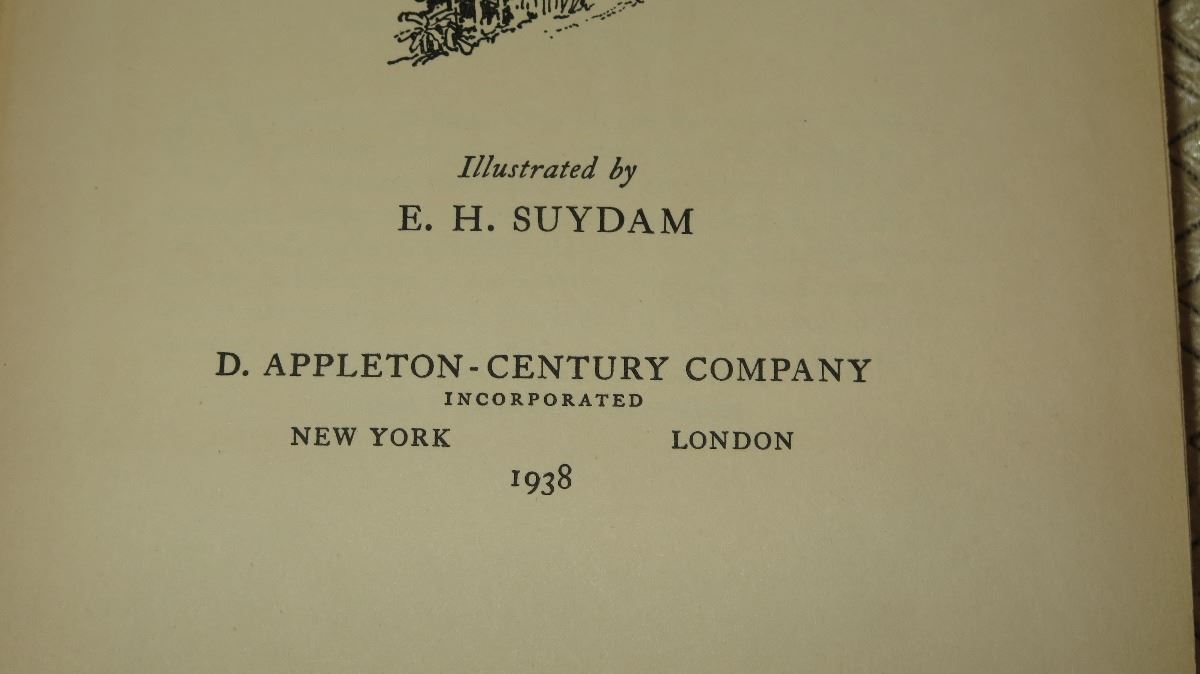 Illustrated by
E. H. SUYDAM
D. APPLETON-CENTURY COMPANY
INCORPORATED
NEW YORK LONDON
1938